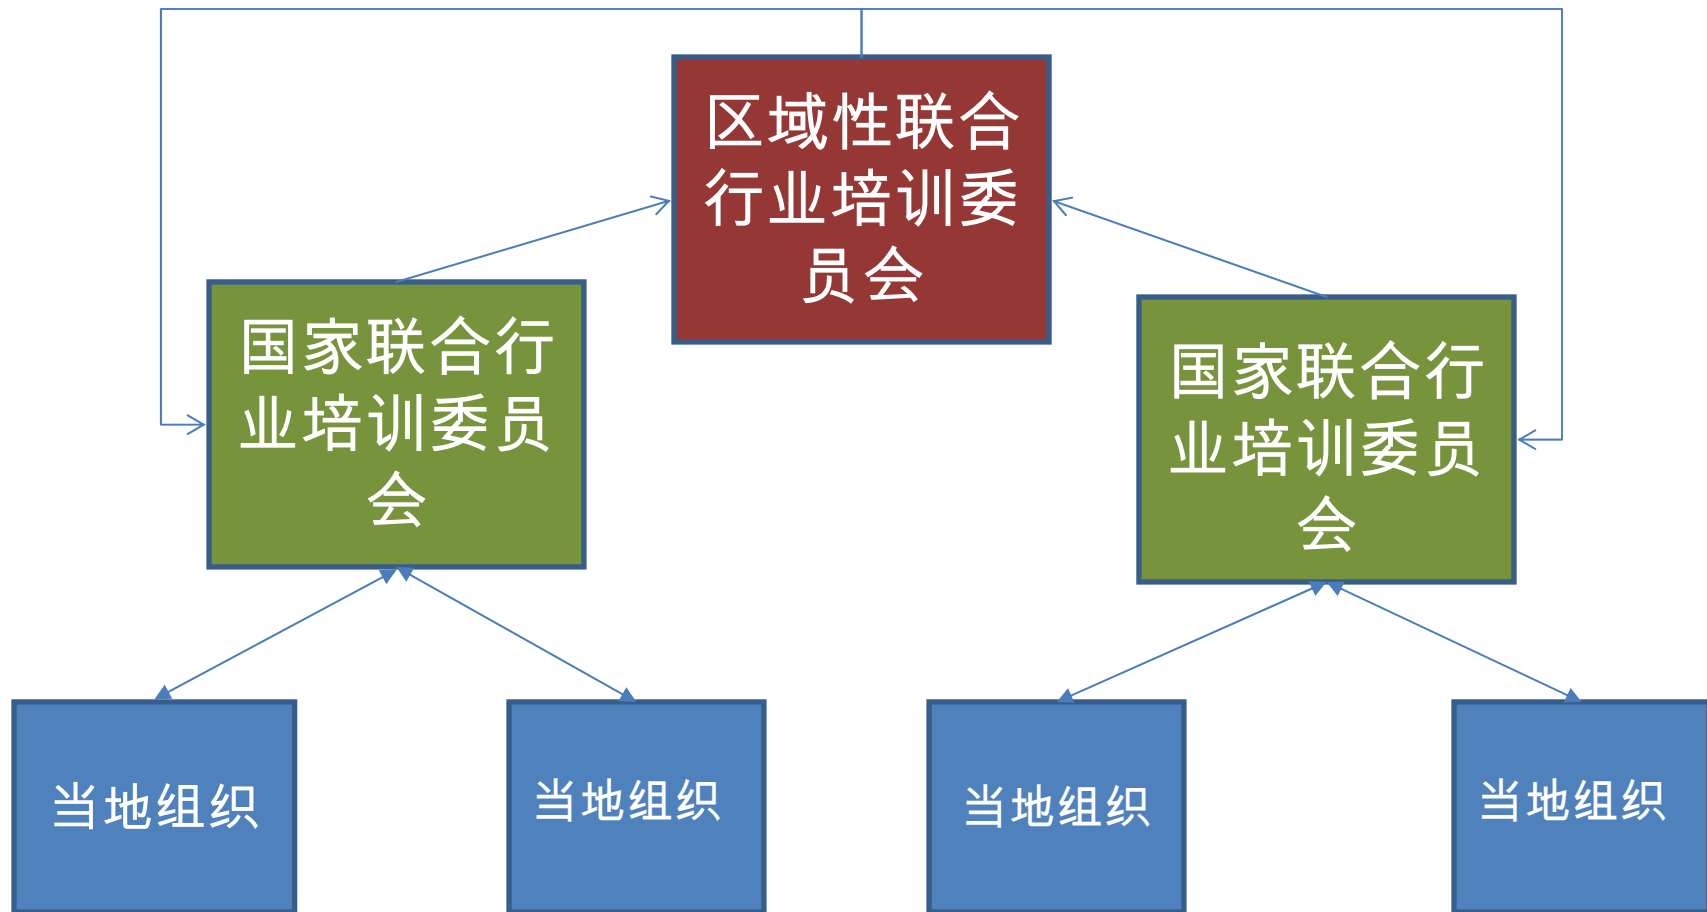 区域性联合
行业培训委
员会
国家联合行
业培训委员
会
国家联合行
业培训委员
会
当地组织
当地组织
当地组织
当地组织